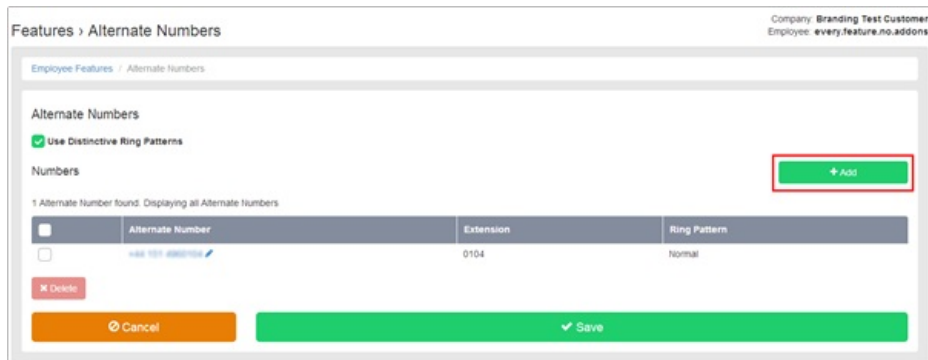 Features › Alternate Numbers
Company: Branding Test Customer
Employee: every.feature.no.addons
Employee Features / Alternate Numbers
Alternate Numbers
Use Distinctive Ring Patterns
Numbers
+ Add
1 Alternate Number found. Displaying all Alternate Numbers
Alternate Number Extension Ring Pattern
0104 Normal
Delete
Cancel
Save